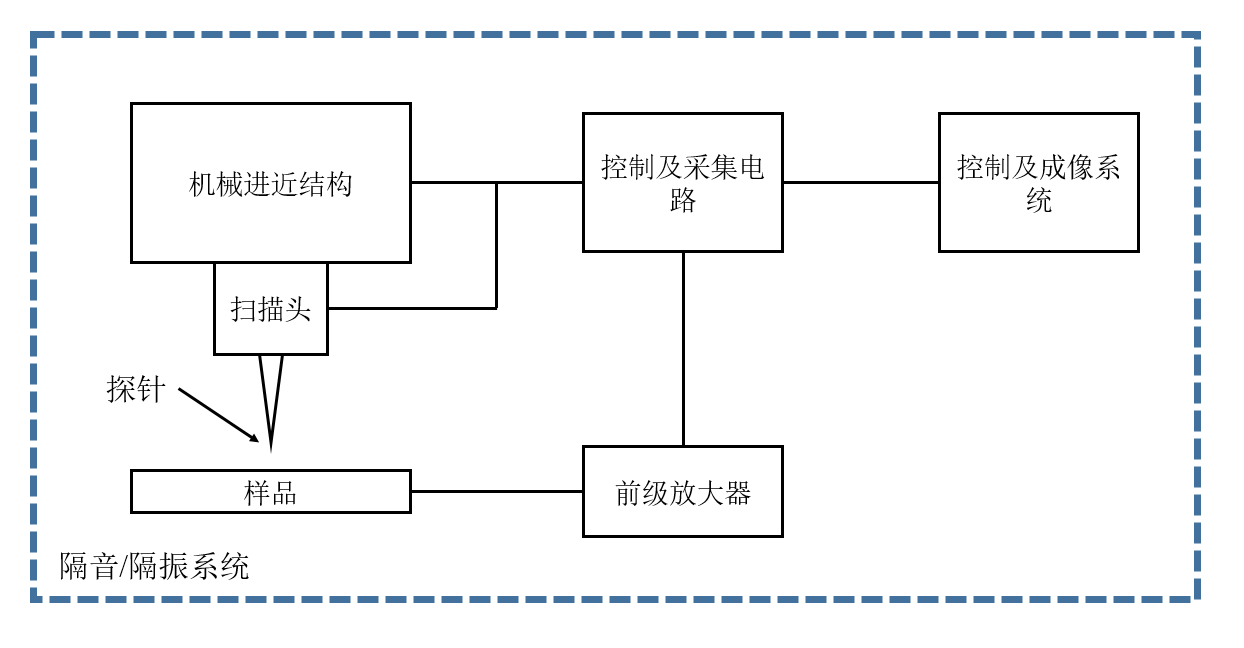 机械进近结构
控制及采集电
路
控制及成像系
统
扫描头
探针
样品
前级放大器
隔音/隔振系统